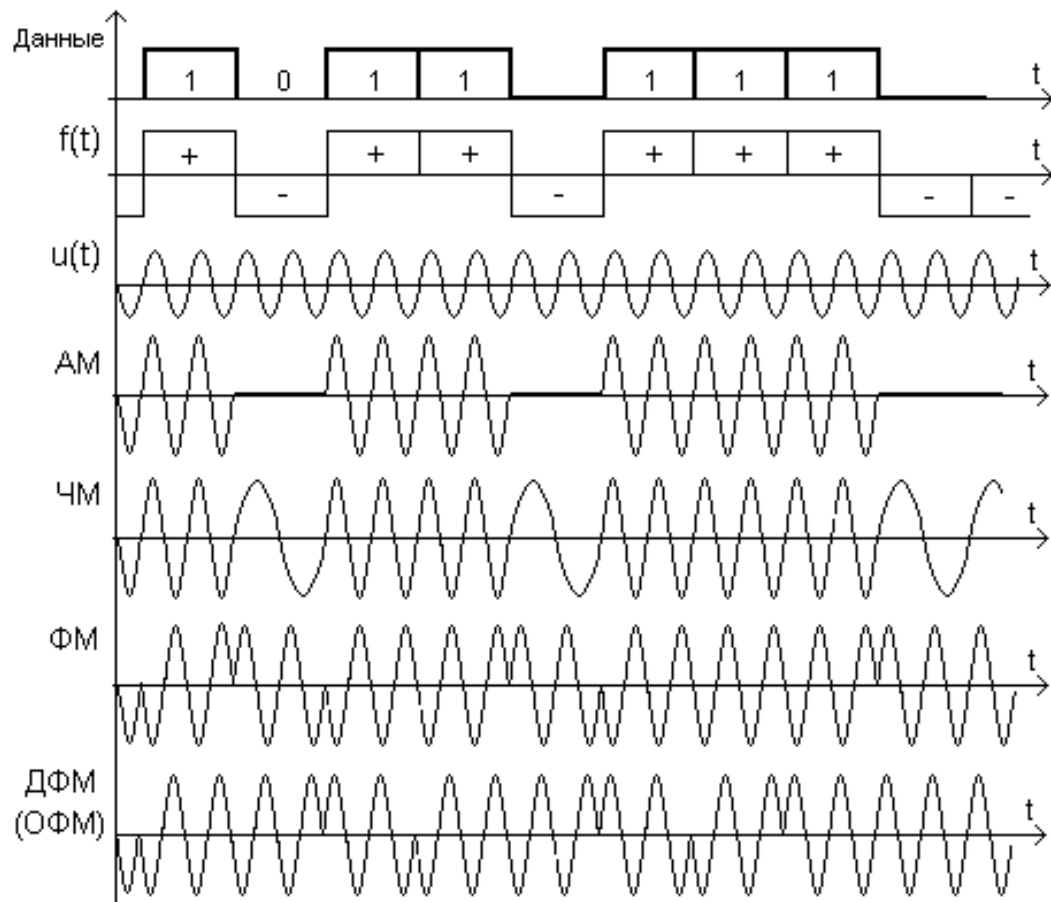 Данные
1 0 1 1 1 1 1 t
f(t)
+ - + + - + + + - - t
u(t)
t
АМ
t
ЧМ
t
ФМ
t
ДФМ
(ОФМ)
t